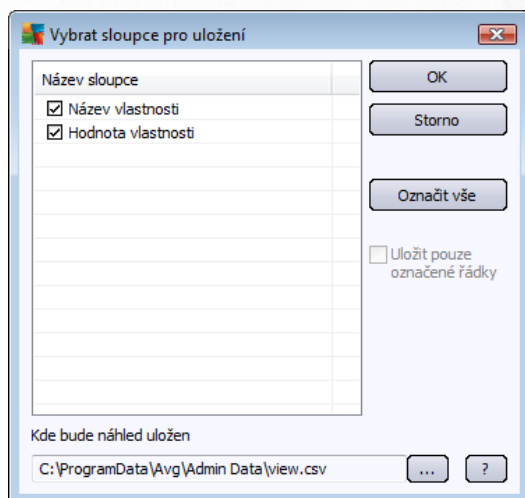 Vybrat sloupce pro uložení
Název sloupce
Název vlastnosti
Hodnota vlastnosti
OK
Storno
Označit vše
Uložit pouze
označené řádky
Kde bude náhled uložen
C:\ProgramData\Avg\Admin Data\view.csv
...
?